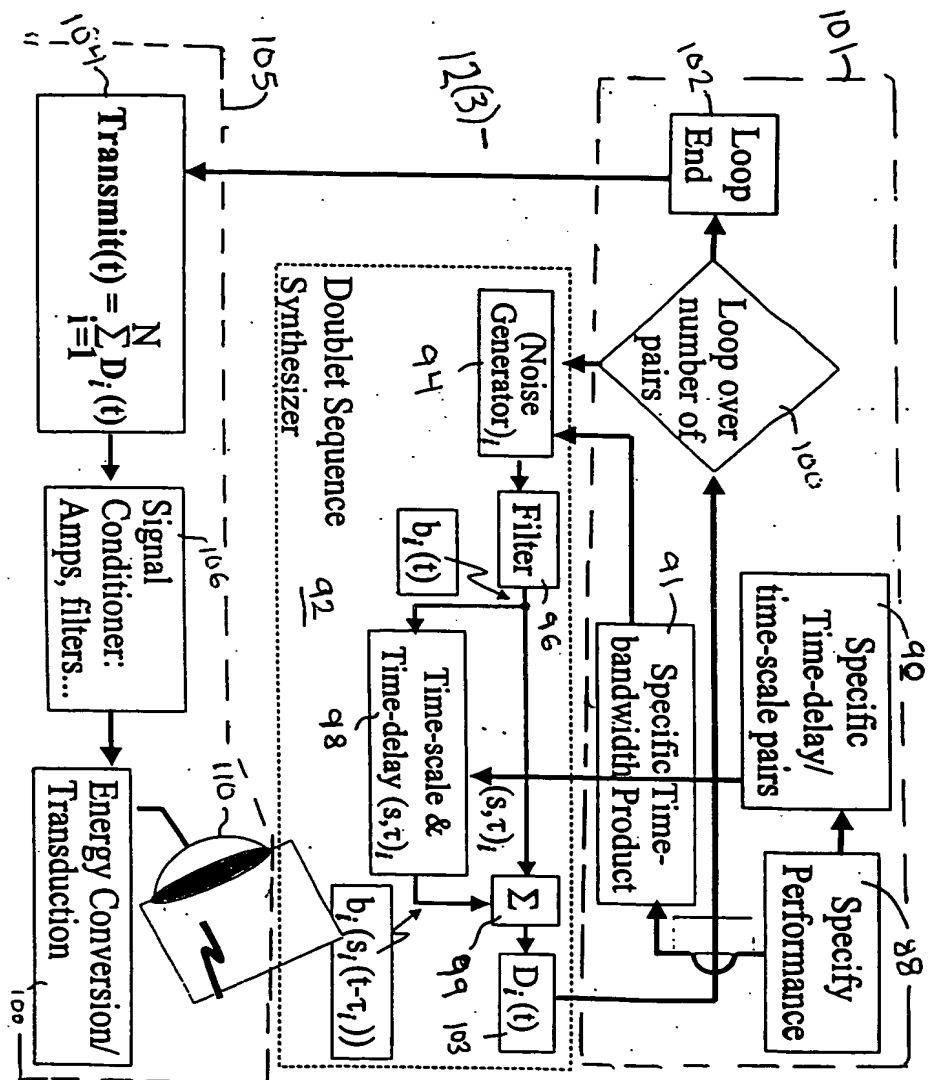 101
90
Specific
Time-delay/
time-scale pairs
88
Specify
Performance
100
Loop over
number of
pairs
102
Loop
End
91
Specific Time-
bandwidth Product
12(3)
(Noise
Generator)i
94
Filter
96
bi(t)
(s,τ)i
Time-scale &
Time-delay (s,τ)i
98
Σ
99
Di(t)
103
bi(si(t-τi))
Doublet Sequence
Synthesizer
92
105
104
Transmit(t) = Σ Di(t)
N
i=1
106
Signal
Conditioner:
Amps, filters...
110
Energy Conversion/
Transduction
100